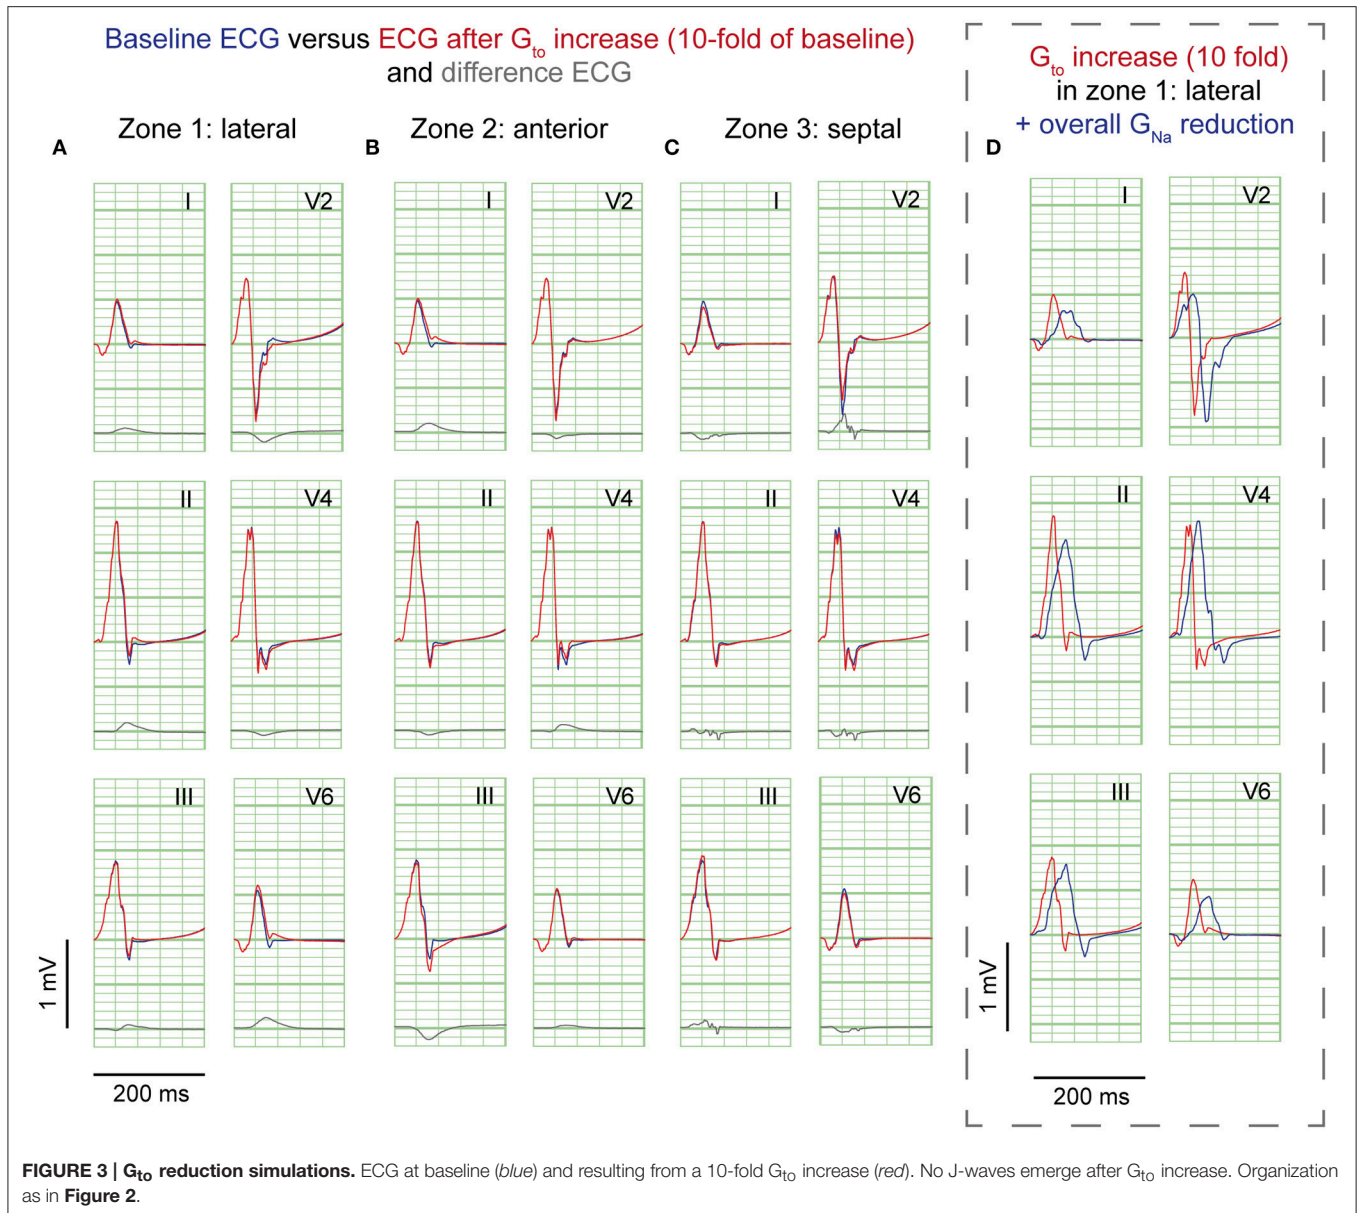 Baseline ECG versus ECG after Gto increase (10-fold of baseline)
and difference ECG
Gto increase (10 fold)
in zone 1: lateral
+ overall GNa reduction
A
Zone 1: lateral
B
Zone 2: anterior
C
Zone 3: septal
D
I
V2
I
V2
I
V2
I
V2
II
V4
II
V4
II
V4
II
V4
III
V6
III
V6
III
V6
III
V6
1 mV
1 mV
200 ms
200 ms
FIGURE 3 | Gto reduction simulations. ECG at baseline (blue) and resulting from a 10-fold Gto increase (red). No J-waves emerge after Gto increase. Organization
as in Figure 2.